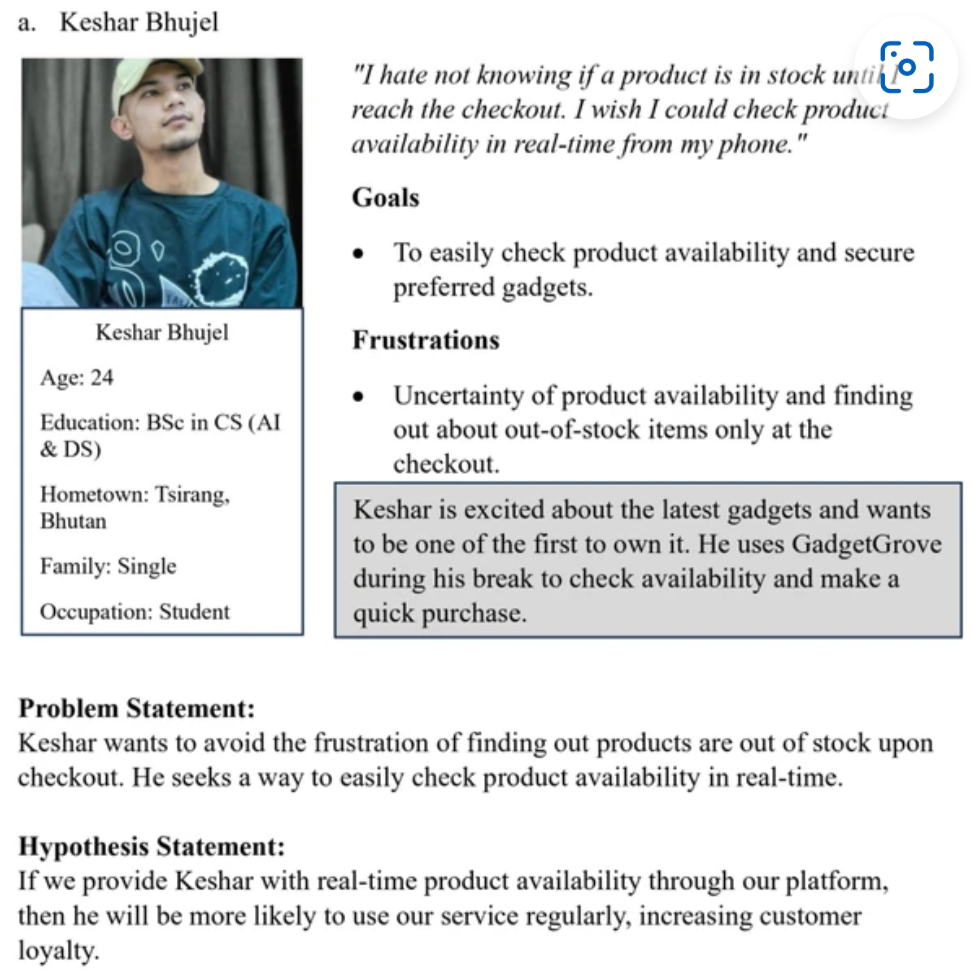 a. Keshar Bhujel
"I hate not knowing if a product is in stock until I
reach the checkout. I wish I could check product
availability in real-time from my phone."
Goals
• To easily check product availability and secure
preferred gadgets.
Frustrations
• Uncertainty of product availability and finding
out about out-of-stock items only at the
checkout.
Keshar Bhujel
Age: 24
Education: BSc in CS (AI
& DS)
Hometown: Tsirang,
Bhutan
Family: Single
Occupation: Student
Keshar is excited about the latest gadgets and wants
to be one of the first to own it. He uses GadgetGrove
during his break to check availability and make a
quick purchase.
Problem Statement:
Keshar wants to avoid the frustration of finding out products are out of stock upon
checkout. He seeks a way to easily check product availability in real-time.
Hypothesis Statement:
If we provide Keshar with real-time product availability through our platform,
then he will be more likely to use our service regularly, increasing customer
loyalty.